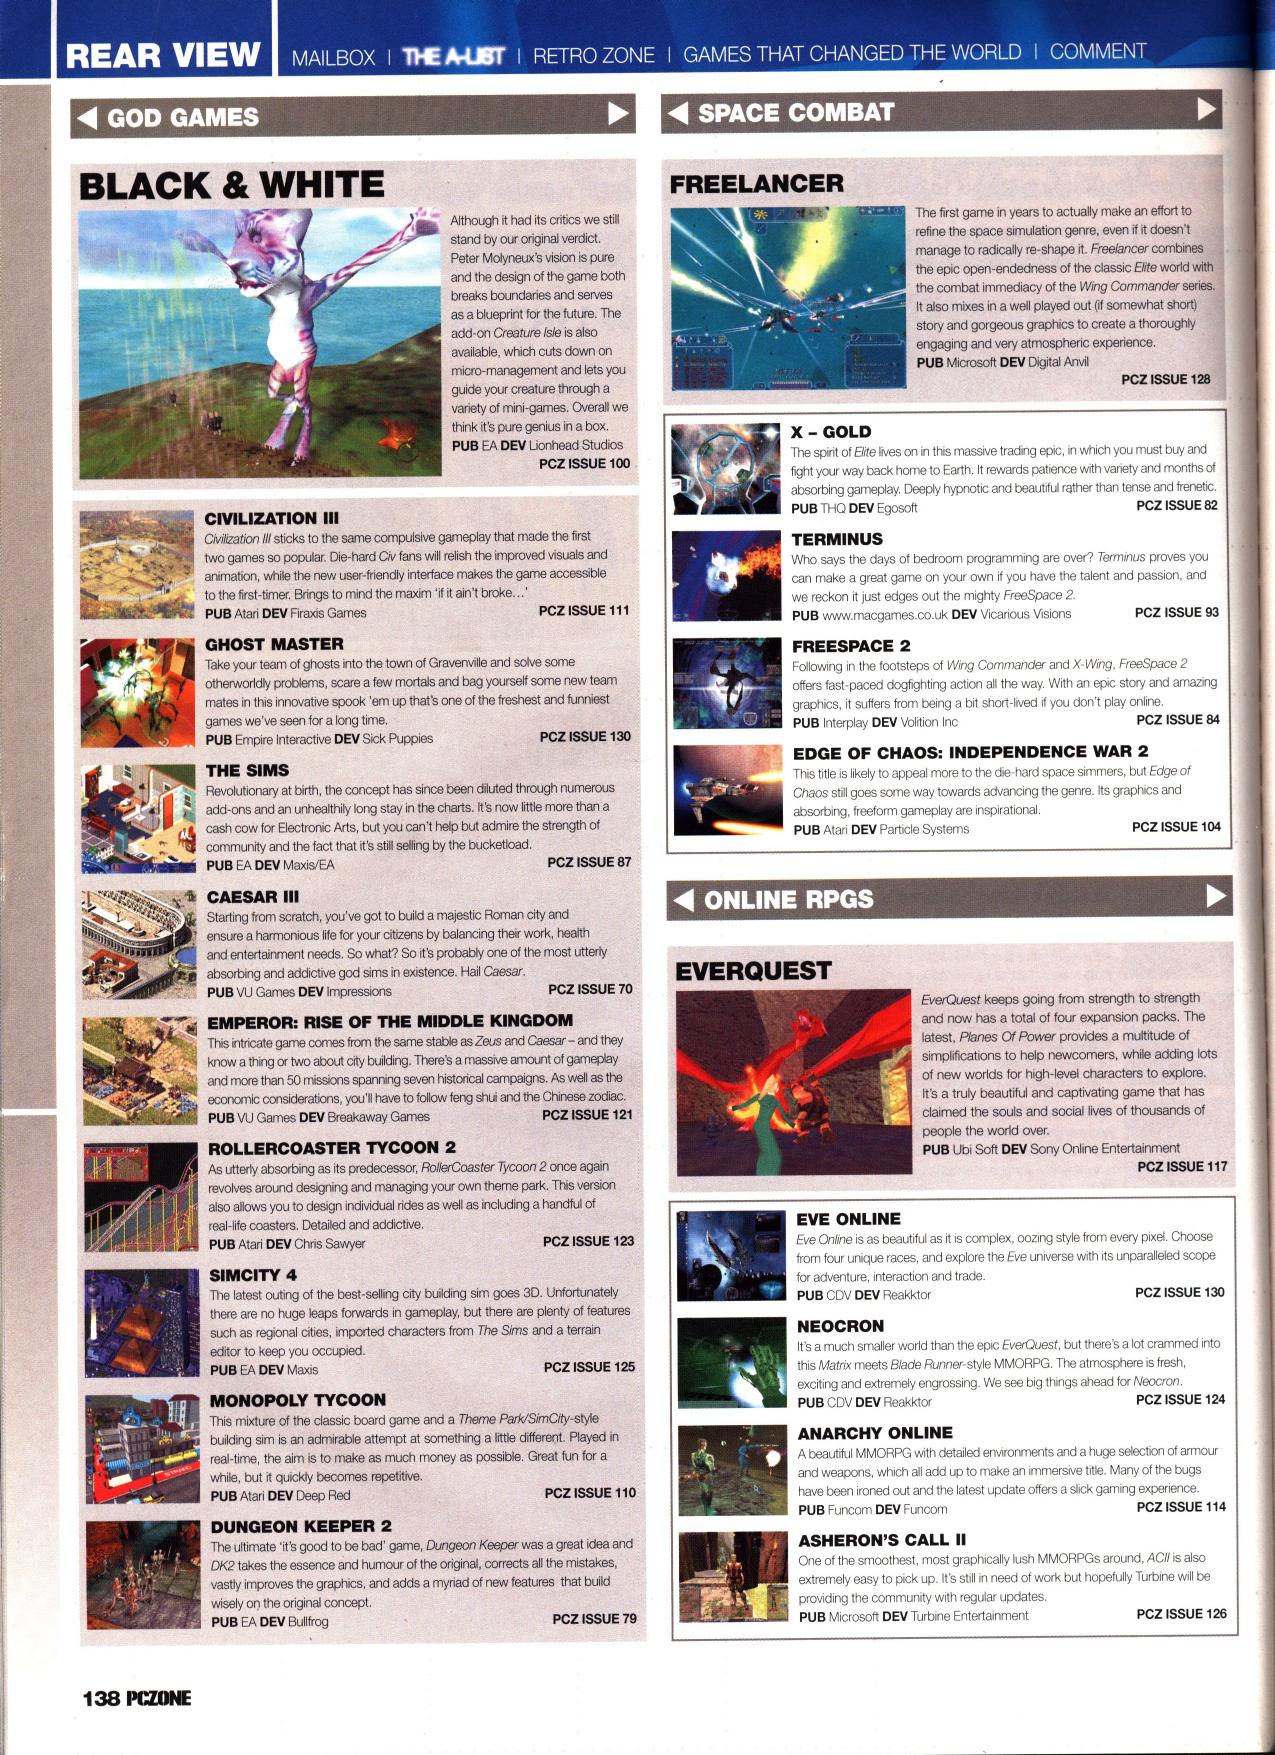 REAR VIEW
MAILBOX | THE A-LIST | RETRO ZONE | GAMES THAT CHANGED THE WORLD | COMMENT
GOD GAMES
BLACK & WHITE
Although it had its critics we still
stand by our original verdict.
Peter Molyneux's vision is pure
and the design of the game both
breaks boundaries and serves
as a blueprint for the future. The
add-on Creature Isle is also
available, which cuts down on
micro-management and lets you
guide your creature through a
variety of mini-games. Overall we
think it's pure genius in a box.
PUB EA DEV Lionhead Studios
PCZ ISSUE 100
CIVILIZATION III
Civilization III sticks to the same compulsive gameplay that made the first
two games so popular. Die-hard Civ fans will relish the improved visuals and
animation, while the new user-friendly interface makes the game accessible
to the first-timer. Brings to mind the maxim 'if it ain't broke...'
PUB Atari DEV Firaxis Games PCZ ISSUE 111
GHOST MASTER
Take your team of ghosts into the town of Gravenville and solve some
otherworldly problems, scare a few mortals and bag yourself some new team
mates in this innovative spook 'em up that's one of the freshest and funniest
games we've seen for a long time.
PUB Empire Interactive DEV Sick Puppies PCZ ISSUE 130
THE SIMS
Revolutionary at birth, the concept has since been diluted through numerous
add-ons and an unhealthily long stay in the charts. It's now little more than a
cash cow for Electronic Arts, but you can't help but admire the strength of
community and the fact that it's still selling by the bucketload.
PUB EA DEV Maxis/EA PCZ ISSUE 87
CAESAR III
Starting from scratch, you've got to build a majestic Roman city and
ensure a harmonious life for your citizens by balancing their work, health
and entertainment needs. So what? So it's probably one of the most utterly
absorbing and addictive god sims in existence. Hail Caesar.
PUB VU Games DEV Impressions PCZ ISSUE 70
EMPEROR: RISE OF THE MIDDLE KINGDOM
This intricate game comes from the same stable as Zeus and Caesar – and they
know a thing or two about city building. There's a massive amount of gameplay
and more than 50 missions spanning seven historical campaigns. As well as the
economic considerations, you'll have to follow feng shui and the Chinese zodiac.
PUB VU Games DEV Breakaway Games PCZ ISSUE 121
ROLLERCOASTER TYCOON 2
As utterly absorbing as its predecessor, RollerCoaster Tycoon 2 once again
revolves around designing and managing your own theme park. This version
also allows you to design individual rides as well as including a handful of
real-life coasters. Detailed and addictive.
PUB Atari DEV Chris Sawyer PCZ ISSUE 123
SIMCITY 4
The latest outing of the best-selling city building sim goes 3D. Unfortunately
there are no huge leaps forwards in gameplay, but there are plenty of features
such as regional cities, imported characters from The Sims and a terrain
editor to keep you occupied.
PUB EA DEV Maxis PCZ ISSUE 125
MONOPOLY TYCOON
This mixture of the classic board game and a Theme Park/SimCity-style
building sim is an admirable attempt at something a little different. Played in
real-time, the aim is to make as much money as possible. Great fun for a
while, but it quickly becomes repetitive.
PUB Atari DEV Deep Red PCZ ISSUE 110
DUNGEON KEEPER 2
The ultimate 'it's good to be bad' game, Dungeon Keeper was a great idea and
DK2 takes the essence and humour of the original, corrects all the mistakes,
vastly improves the graphics, and adds a myriad of new features that build
wisely on the original concept.
PUB EA DEV Bullfrog PCZ ISSUE 79
SPACE COMBAT
FREELANCER
The first game in years to actually make an effort to
refine the space simulation genre, even if it doesn't
manage to radically re-shape it. Freelancer combines
the epic open-endedness of the classic Elite world with
the combat immediacy of the Wing Commander series.
It also mixes in a well played out (if somewhat short)
story and gorgeous graphics to create a thoroughly
engaging and very atmospheric experience.
PUB Microsoft DEV Digital Anvil
PCZ ISSUE 128
X – GOLD
The spirit of Elite lives on in this massive trading epic, in which you must buy and
fight your way back home to Earth. It rewards patience with variety and months of
absorbing gameplay. Deeply hypnotic and beautiful rather than tense and frenetic.
PUB THQ DEV Egosoft PCZ ISSUE 82
TERMINUS
Who says the days of bedroom programming are over? Terminus proves you
can make a great game on your own if you have the talent and passion, and
we reckon it just edges out the mighty FreeSpace 2.
PUB www.macgames.co.uk DEV Vicarious Visions PCZ ISSUE 93
FREESPACE 2
Following in the footsteps of Wing Commander and X-Wing, FreeSpace 2
offers fast-paced dogfighting action all the way. With an epic story and amazing
graphics, it suffers from being a bit short-lived if you don't play online.
PUB Interplay DEV Volition Inc PCZ ISSUE 84
EDGE OF CHAOS: INDEPENDENCE WAR 2
This title is likely to appeal more to the die-hard space simmers, but Edge of
Chaos still goes some way towards advancing the genre. Its graphics and
absorbing, freeform gameplay are inspirational.
PUB Atari DEV Particle Systems PCZ ISSUE 104
ONLINE RPGS
EVERQUEST
EverQuest keeps going from strength to strength
and now has a total of four expansion packs. The
latest, Planes Of Power provides a multitude of
simplifications to help newcomers, while adding lots
of new worlds for high-level characters to explore.
It's a truly beautiful and captivating game that has
claimed the souls and social lives of thousands of
people the world over.
PUB Ubi Soft DEV Sony Online Entertainment
PCZ ISSUE 117
EVE ONLINE
Eve Online is as beautiful as it is complex, oozing style from every pixel. Choose
from four unique races, and explore the Eve universe with its unparalleled scope
for adventure, interaction and trade.
PUB CDV DEV Reakktor PCZ ISSUE 130
NEOCRON
It's a much smaller world than the epic EverQuest, but there's a lot crammed into
this Matrix meets Blade Runner-style MMORPG. The atmosphere is fresh,
exciting and extremely engrossing. We see big things ahead for Neocron.
PUB CDV DEV Reakktor PCZ ISSUE 124
ANARCHY ONLINE
A beautiful MMORPG with detailed environments and a huge selection of armour
and weapons, which all add up to make an immersive title. Many of the bugs
have been ironed out and the latest update offers a slick gaming experience.
PUB Funcom DEV Funcom PCZ ISSUE 114
ASHERON'S CALL II
One of the smoothest, most graphically lush MMORPGs around, ACII is also
extremely easy to pick up. It's still in need of work but hopefully Turbine will be
providing the community with regular updates.
PUB Microsoft DEV Turbine Entertainment PCZ ISSUE 126
138 PCZONE